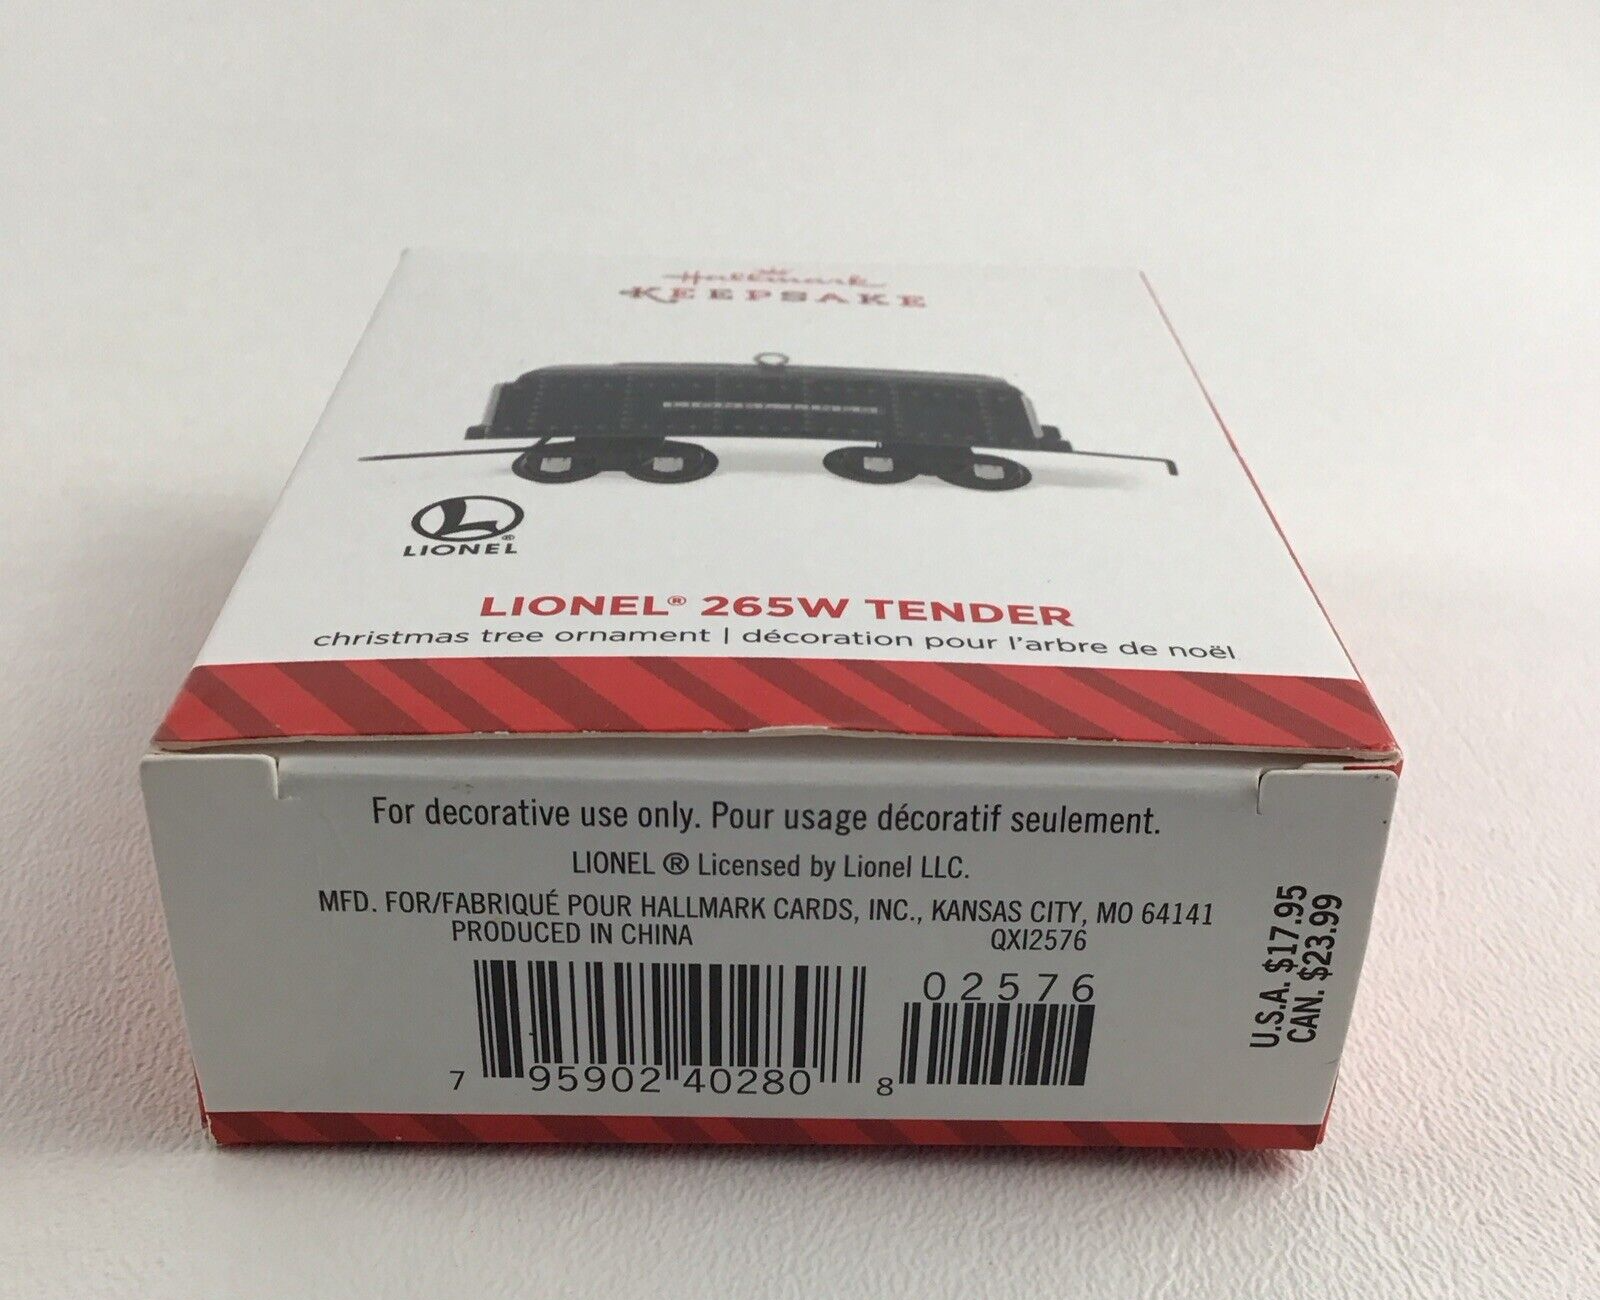 Hallmark
KEEPSAKE
LIONEL®
LIONEL® 265W TENDER
christmas tree ornament | décoration pour l'arbre de noël
For decorative use only. Pour usage décoratif seulement.
LIONEL ® Licensed by Lionel LLC.
MFD. FOR/FABRIQUÉ POUR HALLMARK CARDS, INC., KANSAS CITY, MO 64141
PRODUCED IN CHINA QXI2576
02576
7 95902 40280 8
U.S.A. $17.95
CAN. $23.99